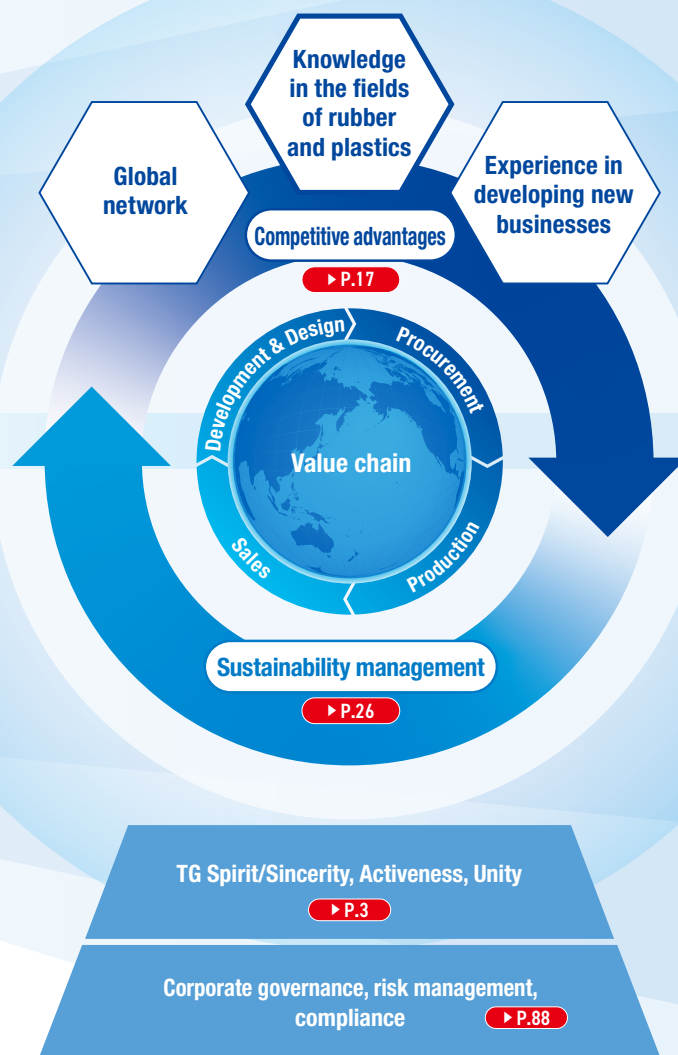 Knowledge
in the fields
of rubber
and plastics
Global
network
Experience in
developing new
businesses
Competitive advantages
P.17
Development & Design
Procurement
Value chain
Sales
Production
Sustainability management
P.26
TG Spirit/Sincerity, Activeness, Unity
P.3
Corporate governance, risk management,
compliance
P.88